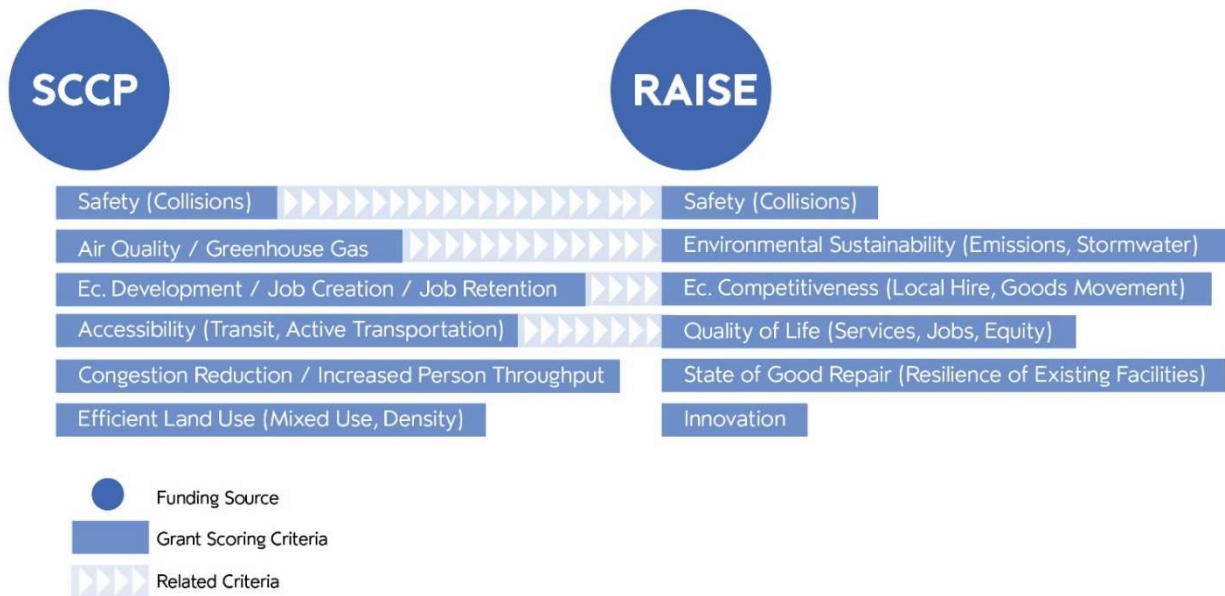 SCCP
RAISE
Safety (Collisions)
Safety (Collisions)
Air Quality / Greenhouse Gas
Environmental Sustainability (Emissions, Stormwater)
Ec. Development / Job Creation / Job Retention
Ec. Competitiveness (Local Hire, Goods Movement)
Accessibility (Transit, Active Transportation)
Quality of Life (Services, Jobs, Equity)
Congestion Reduction / Increased Person Throughput
State of Good Repair (Resilience of Existing Facilities)
Efficient Land Use (Mixed Use, Density)
Innovation
Funding Source
Grant Scoring Criteria
Related Criteria